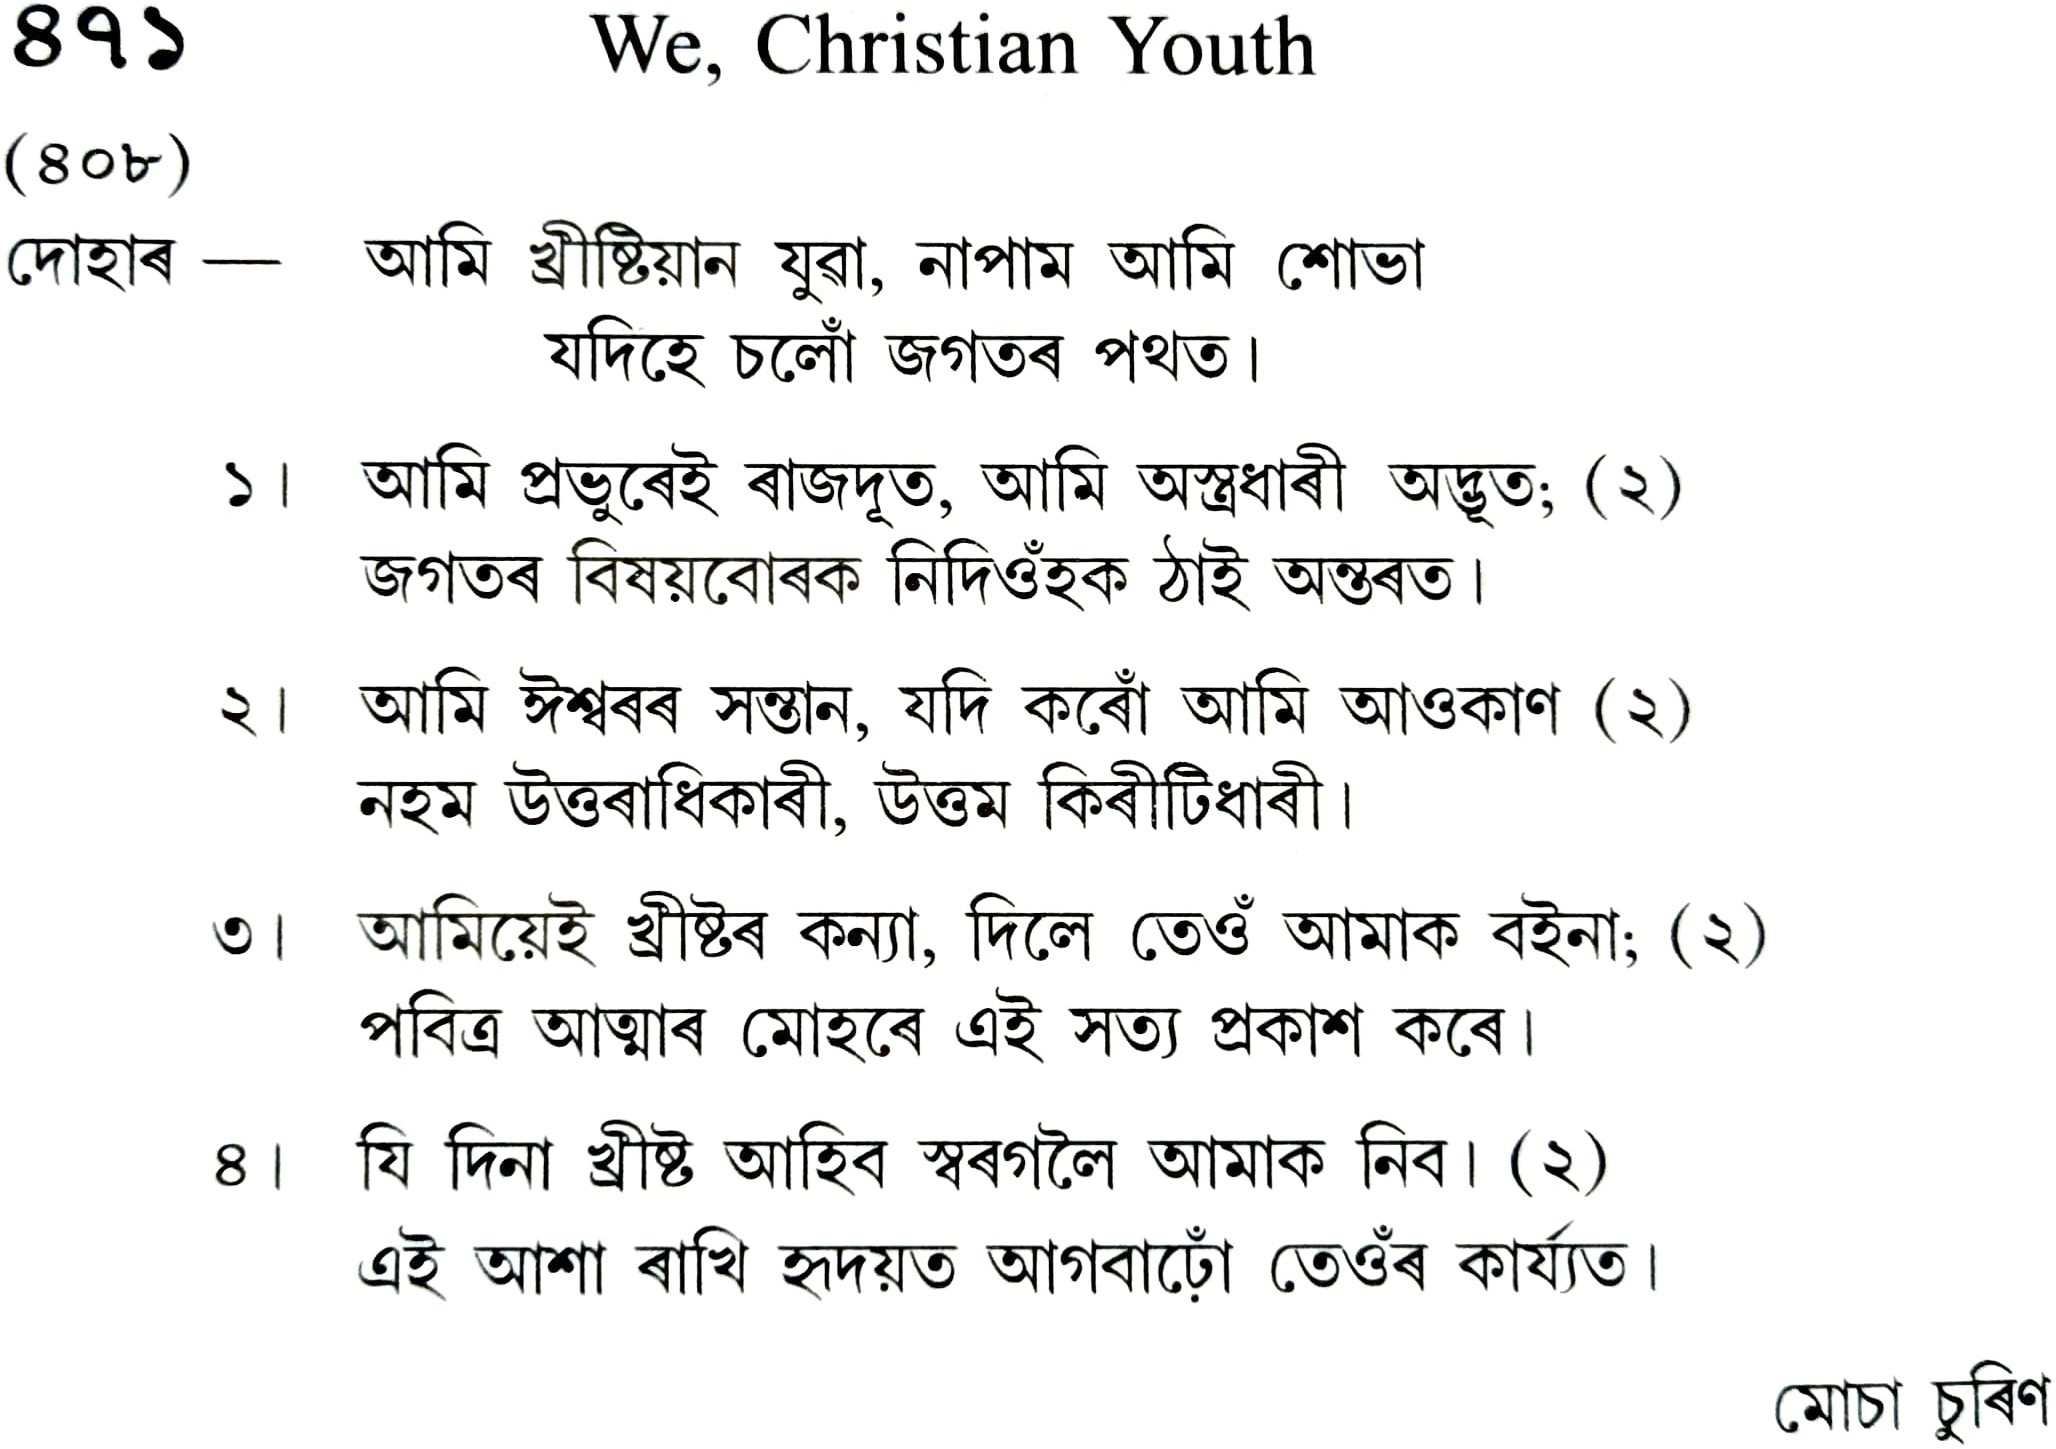 ৪৭১ We, Christian Youth
(৪০৮)
দোহাৰ — আমি খ্ৰীষ্টিয়ান যুৱা, নাপাম আমি শোভা
যদিহে চলোঁ জগতৰ পথত।
১। আমি প্ৰভুৰেই ৰাজদূত, আমি অস্ত্ৰধাৰী অদ্ভূত; (২)
জগতৰ বিষয়বোৰক নিদিওঁহক ঠাই অন্তৰত।
২। আমি ঈশ্বৰৰ সন্তান, যদি কৰোঁ আমি আওকাণ (২)
নহম উত্তৰাধিকাৰী, উত্তম কিৰীটিধাৰী।
৩। আমিয়েই খ্ৰীষ্টৰ কন্যা, দিলে তেওঁ আমাক বইনা; (২)
পবিত্ৰ আত্মাৰ মোহৰে এই সত্য প্ৰকাশ কৰে।
৪। যি দিনা খ্ৰীষ্ট আহিব স্বৰগলৈ আমাক নিব। (২)
এই আশা ৰাখি হৃদয়ত আগবাঢ়োঁ তেওঁৰ কাৰ্য্যত।
মোচা চুৰিণ